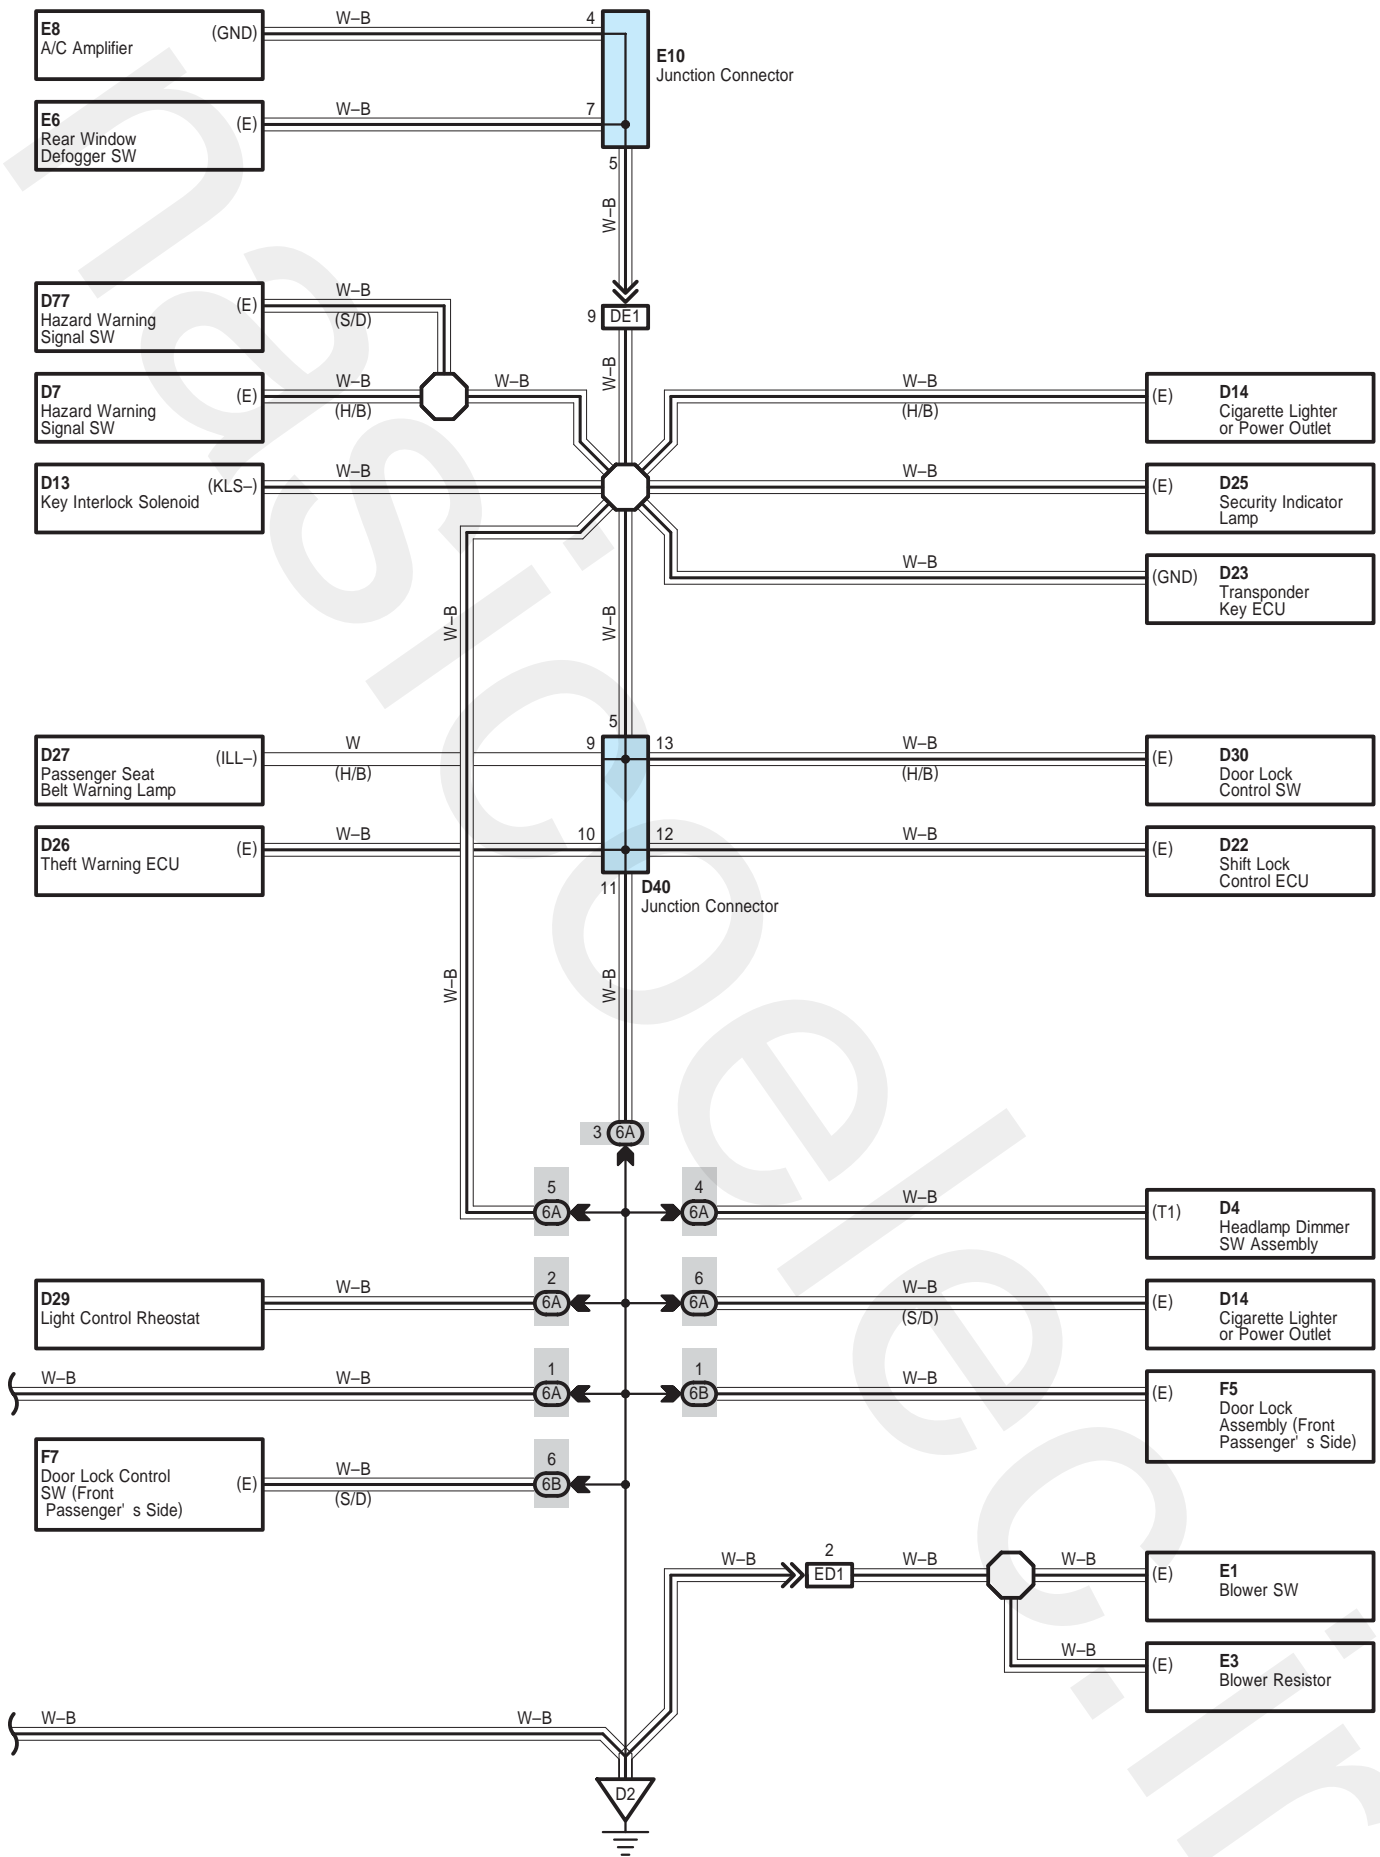 E8
A/C Amplifier
(GND)
W–B
4
E10
Junction Connector
E6
Rear Window
Defogger SW
(E)
W–B
7
5
W–B
D77
Hazard Warning
Signal SW
(E)
W–B
(S/D)
9
DE1
W–B
D7
Hazard Warning
Signal SW
(E)
W–B
(H/B)
W–B
W–B
(H/B)
(E)
D14
Cigarette Lighter
or Power Outlet
D13
Key Interlock Solenoid
(KLS–)
W–B
W–B
(E)
D25
Security Indicator
Lamp
W–B
(GND)
D23
Transponder
Key ECU
W–B
W–B
5
D27
Passenger Seat
Belt Warning Lamp
(ILL–)
W
(H/B)
9
13
W–B
(H/B)
(E)
D30
Door Lock
Control SW
D26
Theft Warning ECU
(E)
W–B
10
12
W–B
(E)
D22
Shift Lock
Control ECU
11
D40
Junction Connector
W–B
W–B
3
6A
5
6A
4
6A
W–B
(T1)
D4
Headlamp Dimmer
SW Assembly
D29
Light Control Rheostat
W–B
2
6A
6
6A
W–B
(S/D)
(E)
D14
Cigarette Lighter
or Power Outlet
W–B
W–B
1
6A
1
6B
W–B
(E)
F5
Door Lock
Assembly (Front
Passenger' s Side)
F7
Door Lock Control
SW (Front
Passenger' s Side)
(E)
W–B
(S/D)
6
6B
W–B
2
ED1
W–B
W–B
(E)
E1
Blower SW
W–B
(E)
E3
Blower Resistor
W–B
W–B
D2
nasicoelec.ir